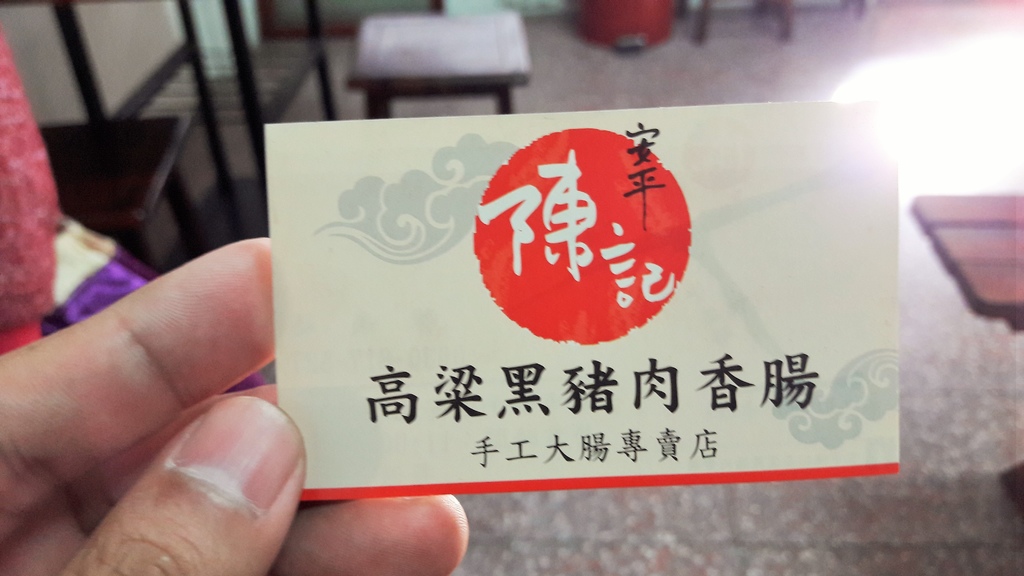 安平
陳記
高粱黑豬肉香腸
手工大腸專賣店